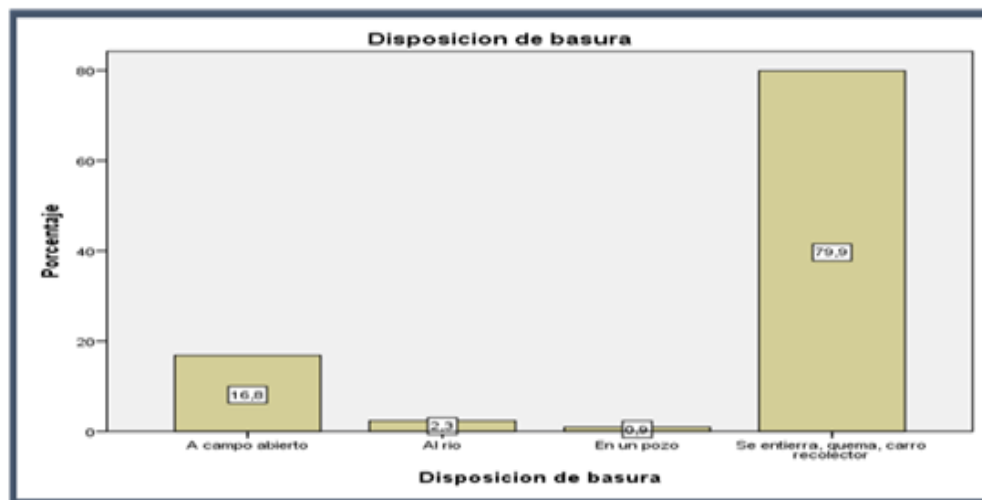 Disposicion de basura
Porcentaje
80
60
40
20
0
16,8
2,3
0,9
79,9
A campo abierto
Al rio
En un pozo
Se entierra, quema, carro
recolector
Disposicion de basura